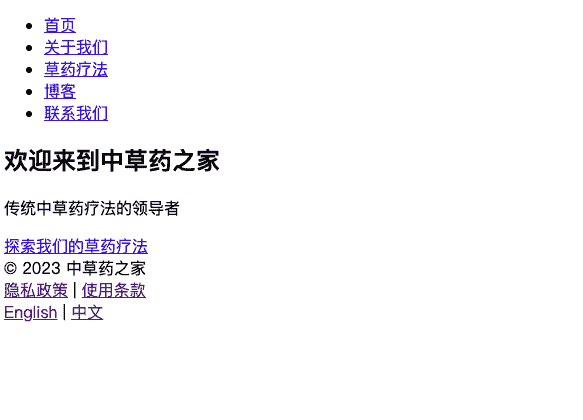 首页
关于我们
草药疗法
博客
联系我们
欢迎来到中草药之家
传统中草药疗法的领导者
探索我们的草药疗法
© 2023 中草药之家
隐私政策 | 使用条款
English | 中文